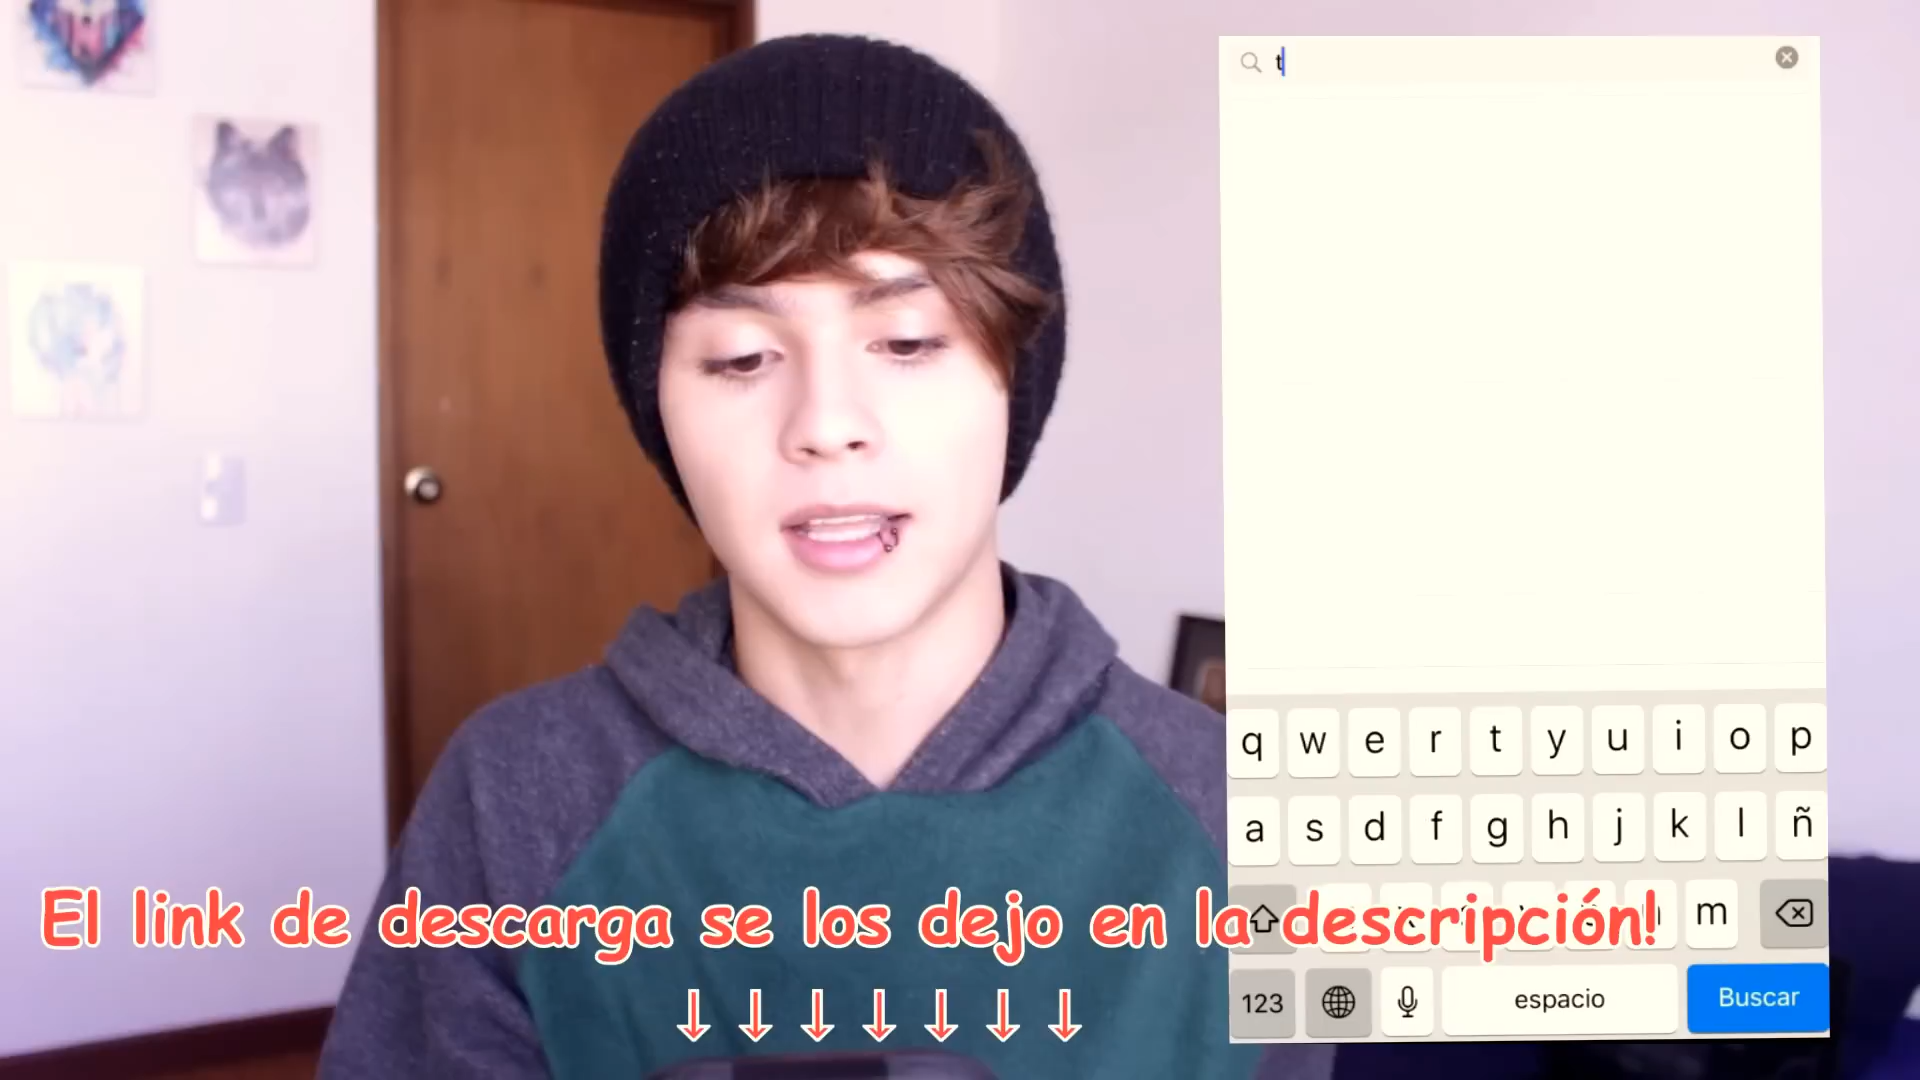 t
q w e r t y u i o p
a s d f g h j k l ñ
El link de descarga se los dejo en la descripción!
m
123 espacio Buscar